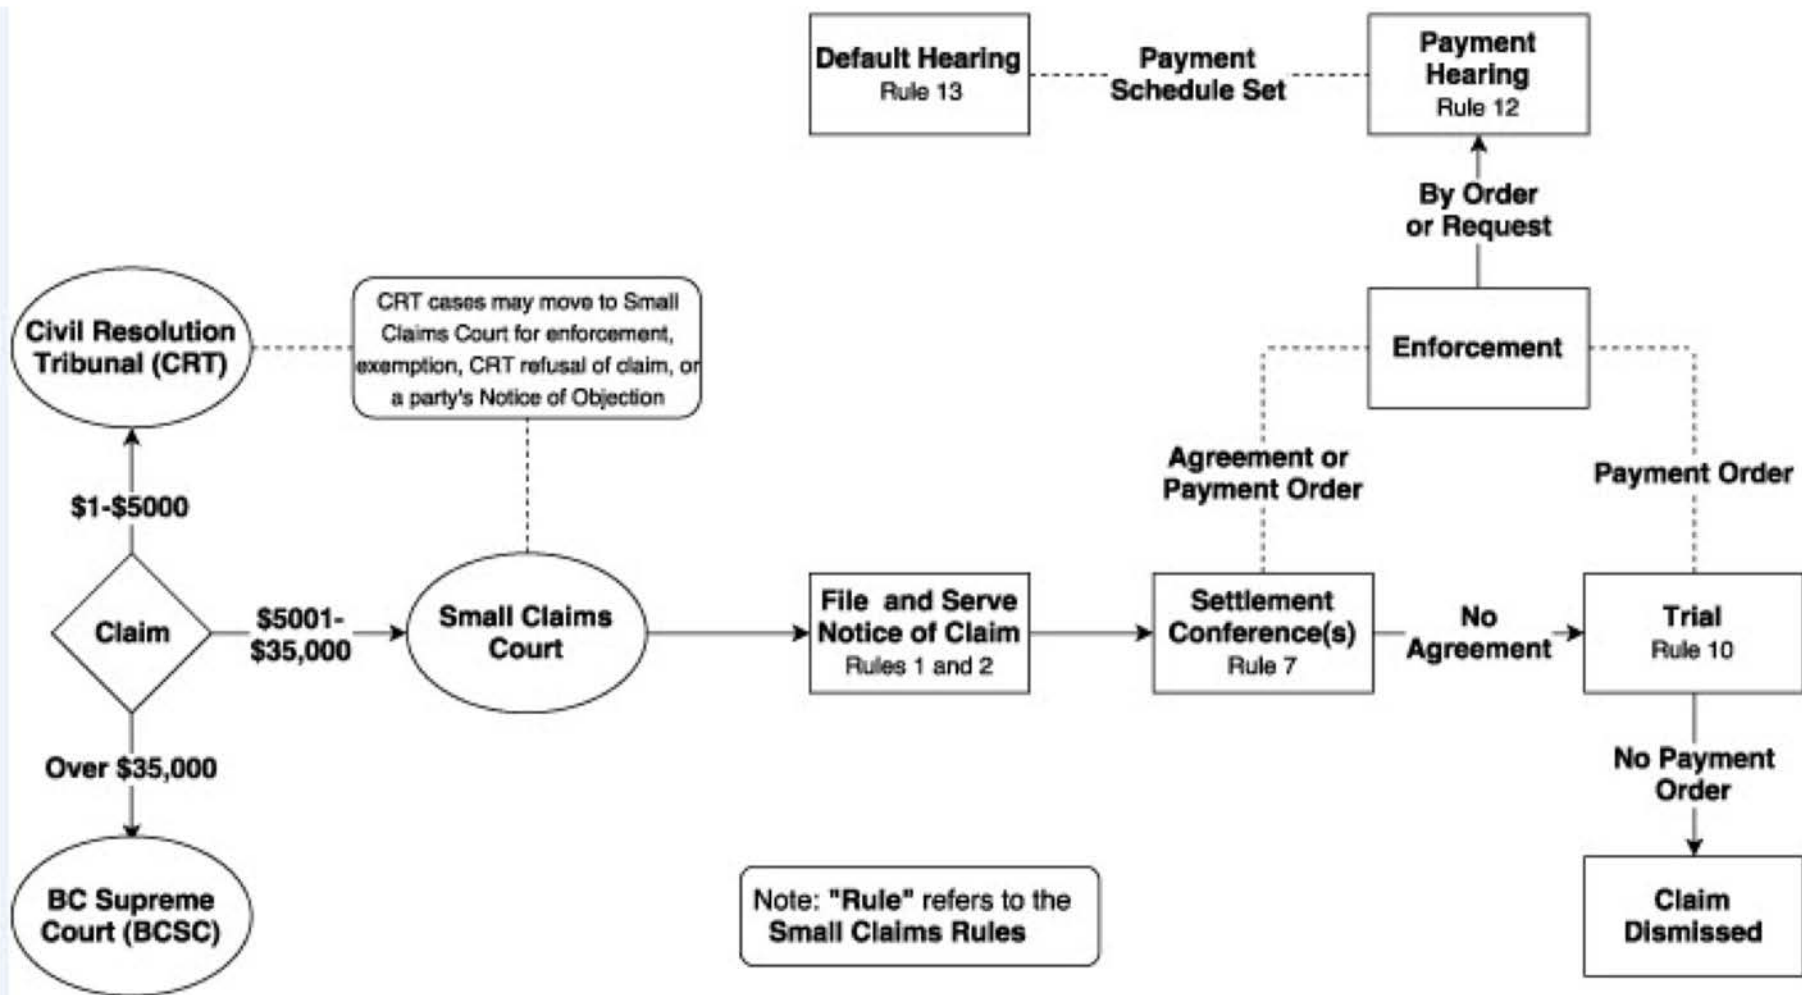 Default Hearing
Rule 13
Payment
Schedule Set
Payment
Hearing
Rule 12
By Order
or Request
Civil Resolution
Tribunal (CRT)
CRT cases may move to Small
Claims Court for enforcement,
exemption, CRT refusal of claim, or
a party's Notice of Objection
Enforcement
Agreement or
Payment Order
Payment Order
$1-$5000
Claim
$5001-
$35,000
Small Claims
Court
File and Serve
Notice of Claim
Rules 1 and 2
Settlement
Conference(s)
Rule 7
No
Agreement
Trial
Rule 10
Over $35,000
No Payment
Order
BC Supreme
Court (BCSC)
Note: "Rule" refers to the
Small Claims Rules
Claim
Dismissed